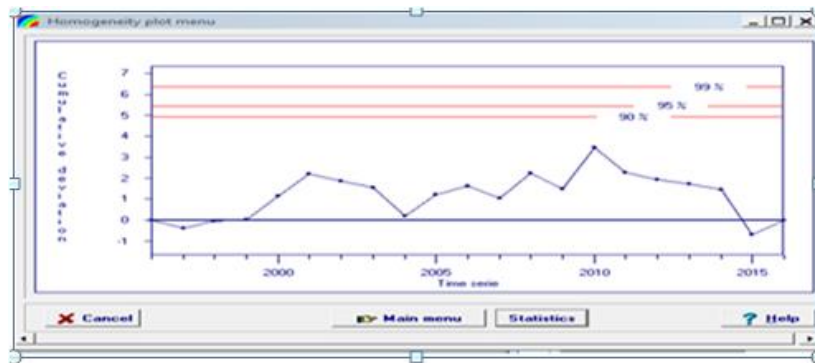 Homogeneity plot menu
Cumulative deviation
7
6
5
4
3
2
1
0
-1
99 %
95 %
90 %
2000
2005
2010
2015
Time serie
Cancel
Main menu
Statistics
? Help